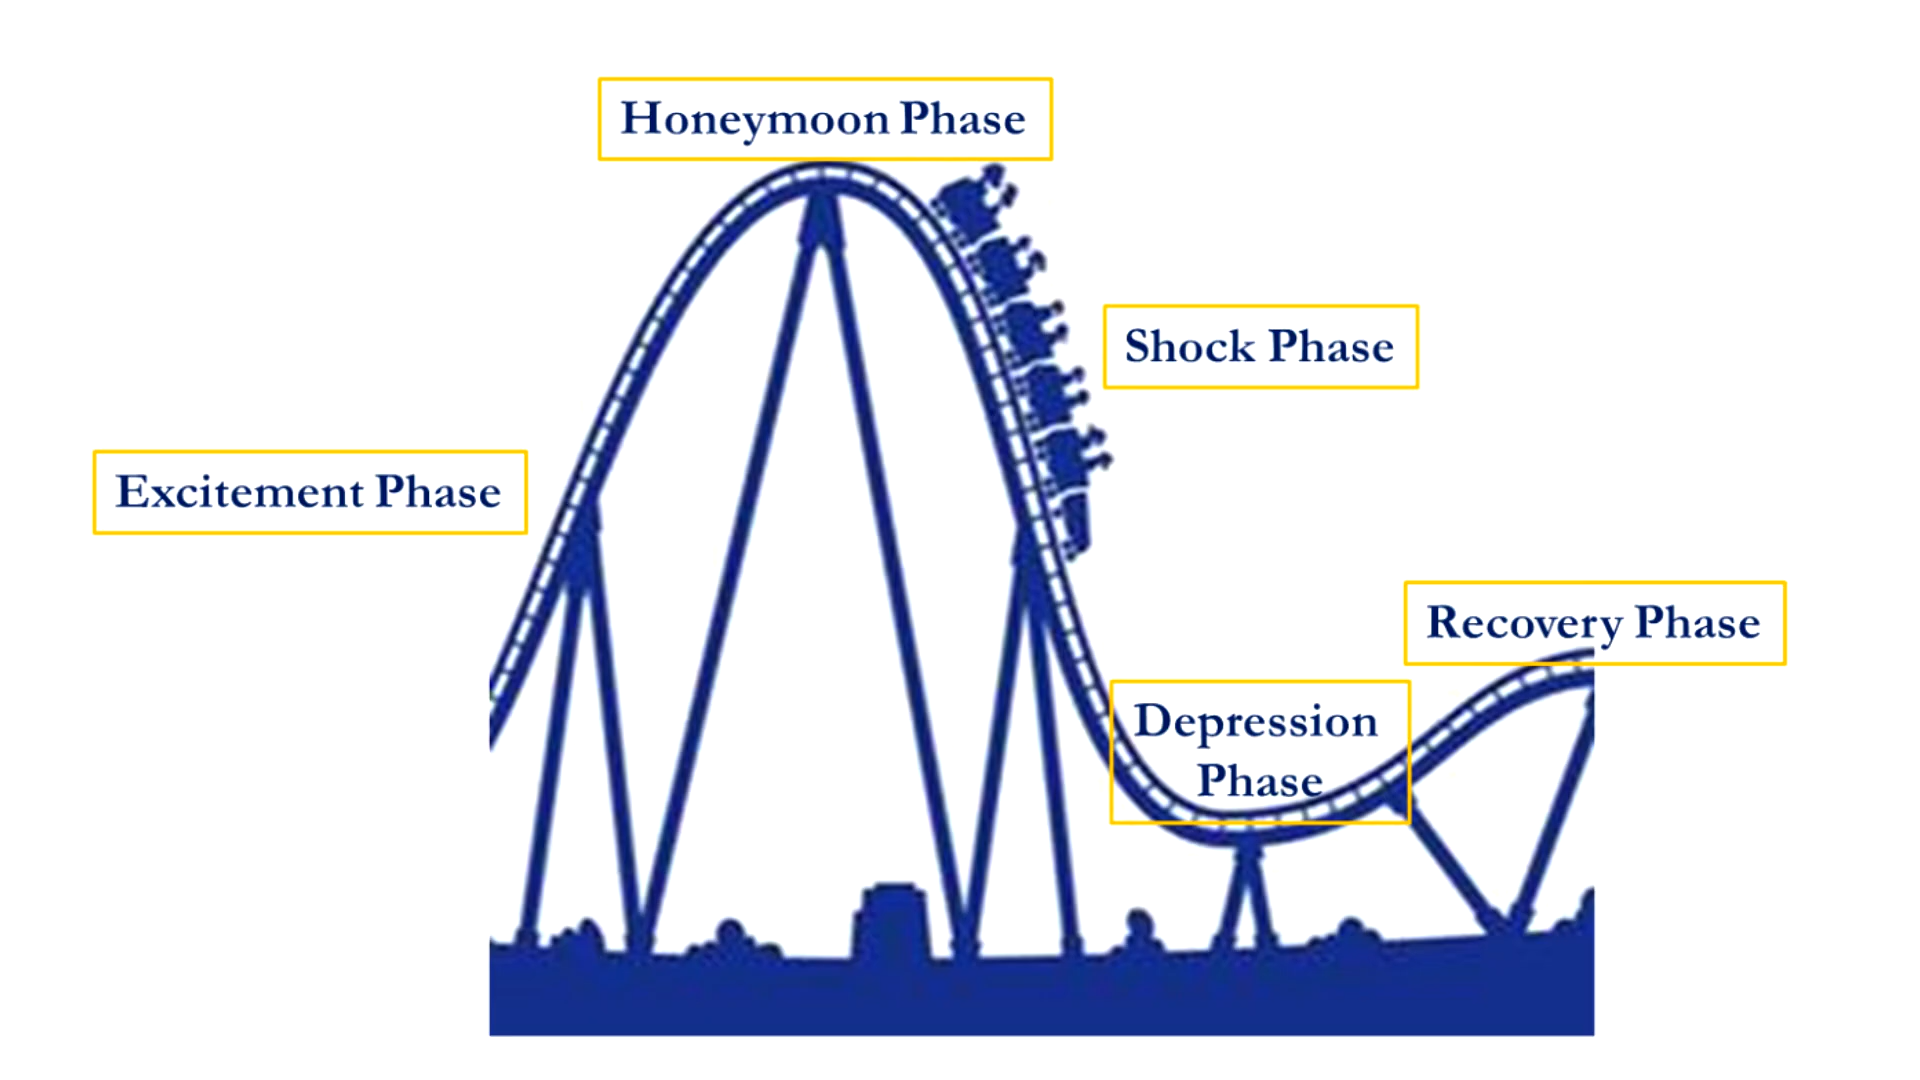 Honeymoon Phase
Shock Phase
Excitement Phase
Recovery Phase
Depression
Phase